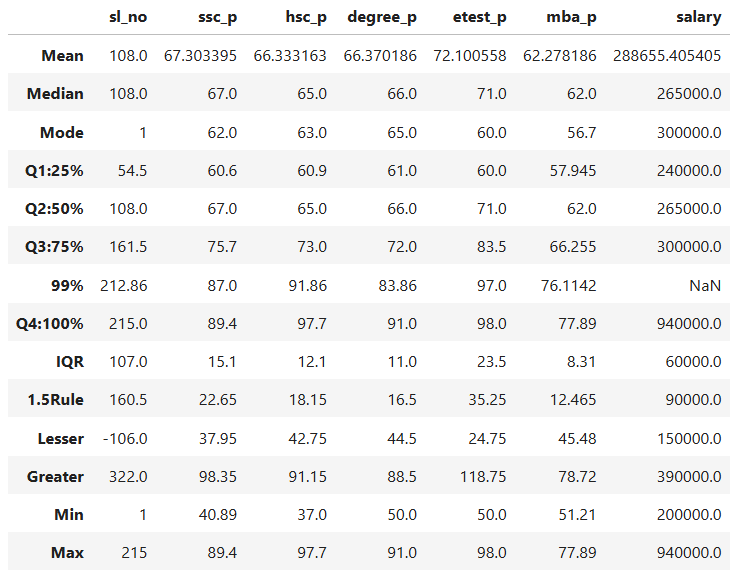 sl_no ssc_p hsc_p degree_p etest_p mba_p salary
Mean 108.0 67.303395 66.333163 66.370186 72.100558 62.278186 288655.405405
Median 108.0 67.0 65.0 66.0 71.0 62.0 265000.0
Mode 1 62.0 63.0 65.0 60.0 56.7 300000.0
Q1:25% 54.5 60.6 60.9 61.0 60.0 57.945 240000.0
Q2:50% 108.0 67.0 65.0 66.0 71.0 62.0 265000.0
Q3:75% 161.5 75.7 73.0 72.0 83.5 66.255 300000.0
99% 212.86 87.0 91.86 83.86 97.0 76.1142 NaN
Q4:100% 215.0 89.4 97.7 91.0 98.0 77.89 940000.0
IQR 107.0 15.1 12.1 11.0 23.5 8.31 60000.0
1.5Rule 160.5 22.65 18.15 16.5 35.25 12.465 90000.0
Lesser -106.0 37.95 42.75 44.5 24.75 45.48 150000.0
Greater 322.0 98.35 91.15 88.5 118.75 78.72 390000.0
Min 1 40.89 37.0 50.0 50.0 51.21 200000.0
Max 215 89.4 97.7 91.0 98.0 77.89 940000.0